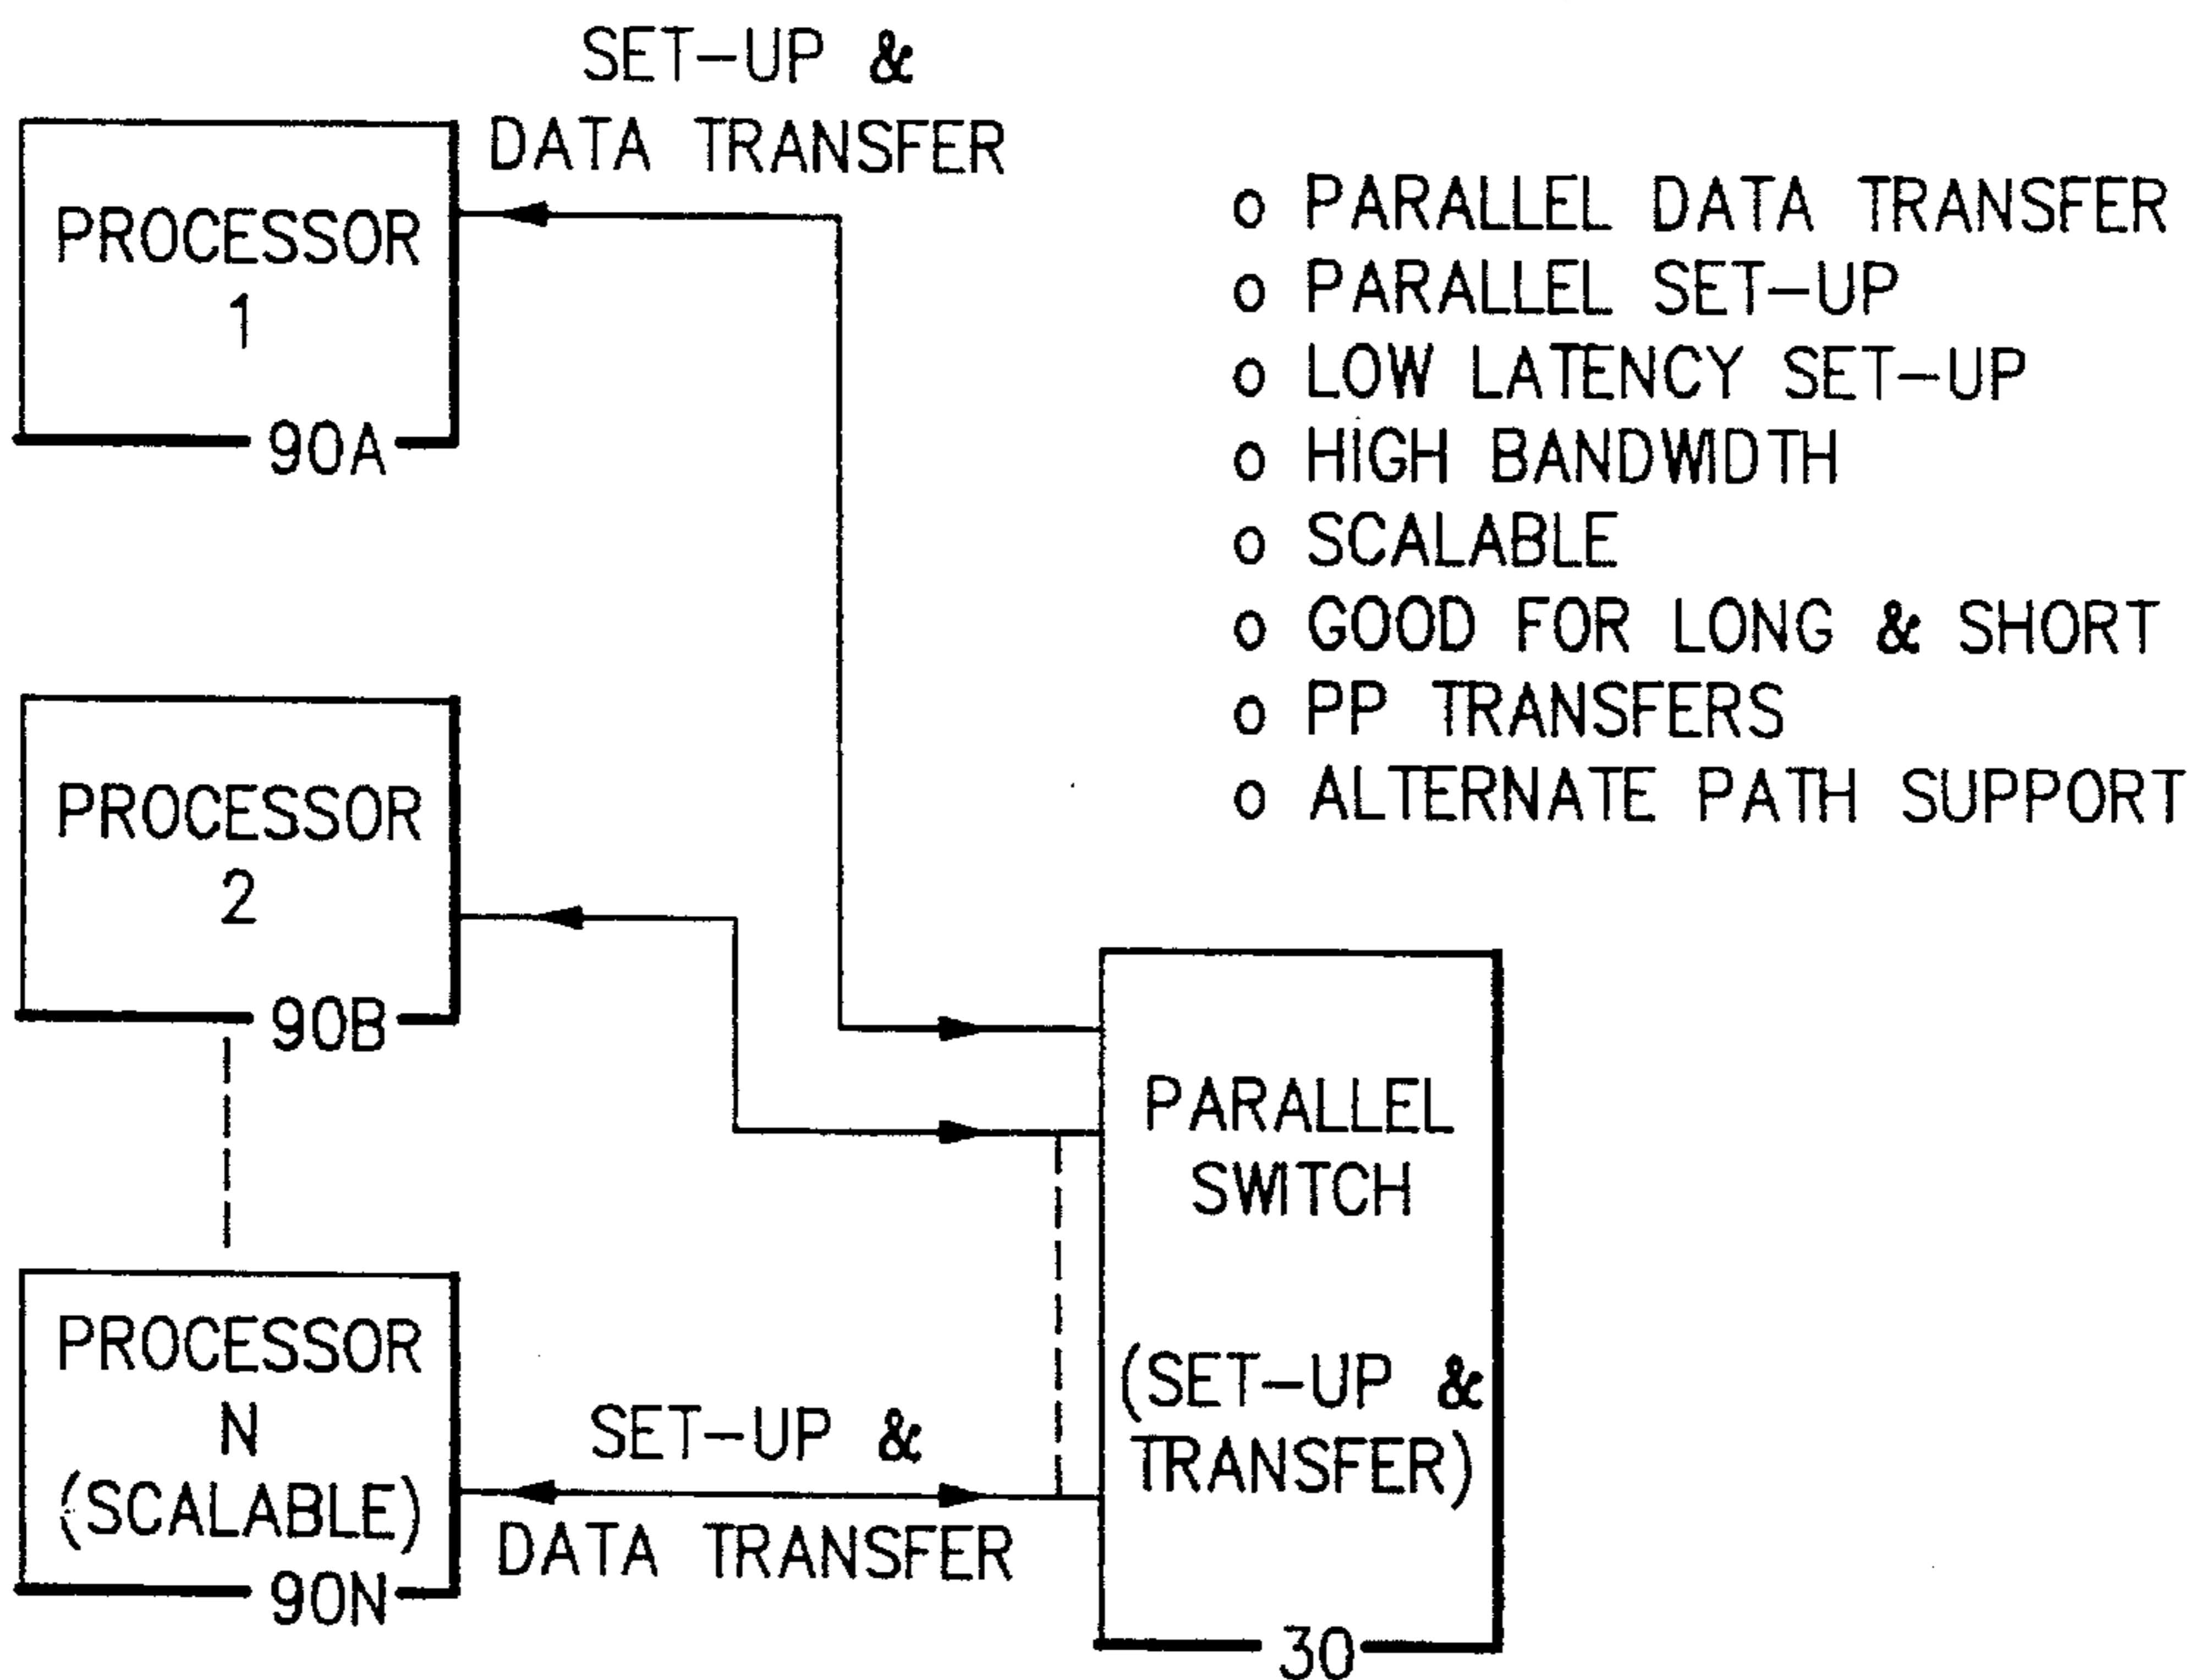 SET-UP &
DATA TRANSFER
PROCESSOR
1
90A
o PARALLEL DATA TRANSFER
o PARALLEL SET-UP
o LOW LATENCY SET-UP
o HIGH BANDWIDTH
o SCALABLE
o GOOD FOR LONG & SHORT
o PP TRANSFERS
o ALTERNATE PATH SUPPORT
PROCESSOR
2
90B
PARALLEL
SWITCH
(SET-UP &
TRANSFER)
30
PROCESSOR
N
(SCALABLE)
90N
SET-UP &
DATA TRANSFER